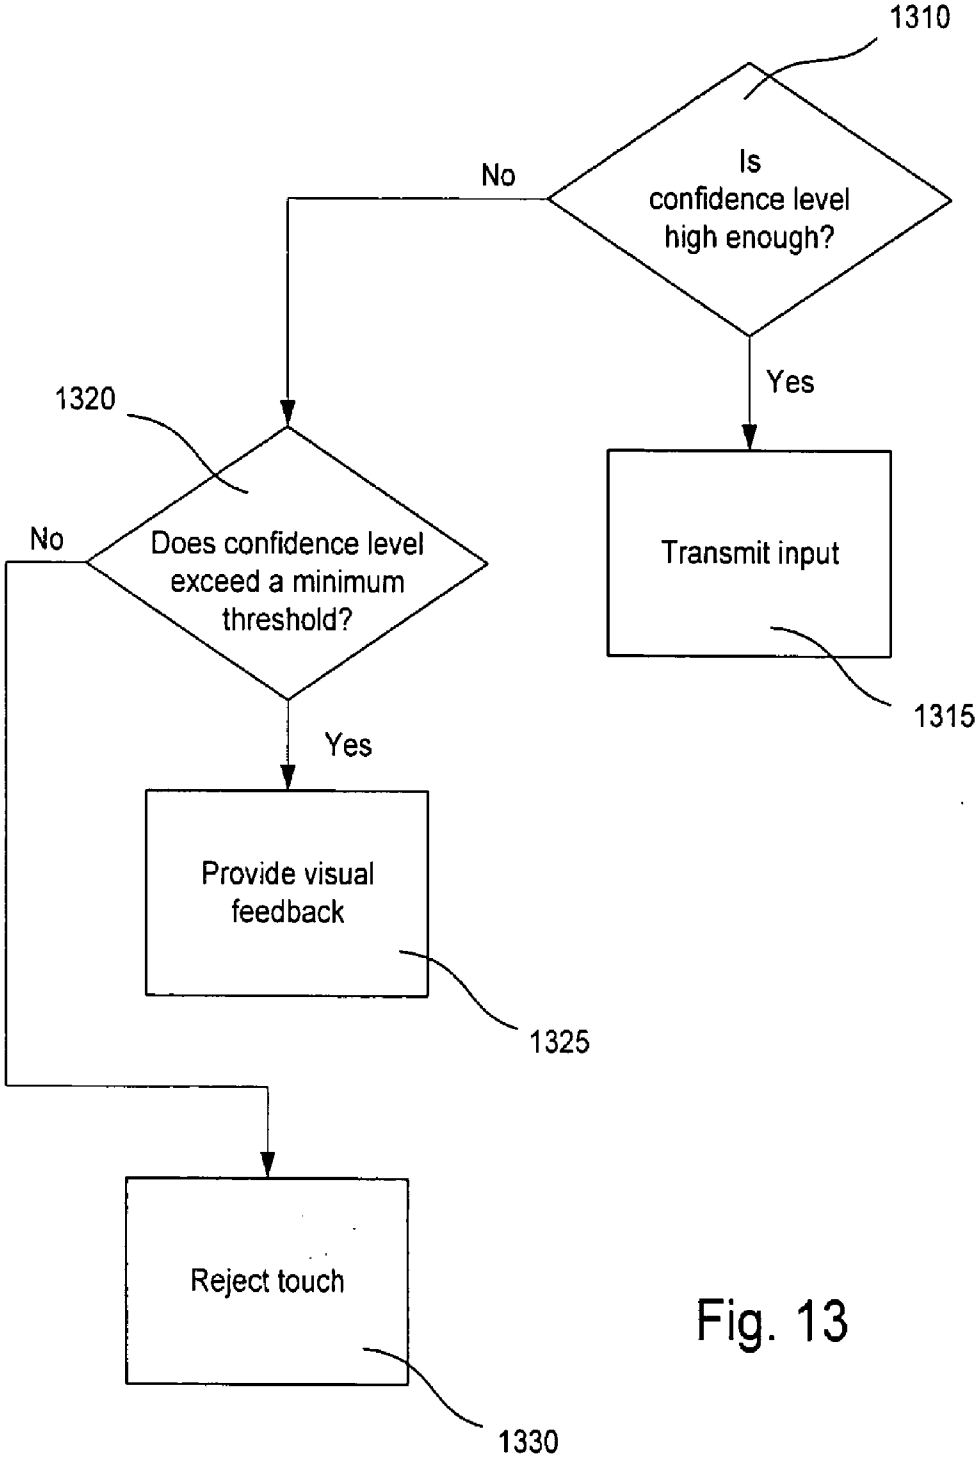 1310
Is
confidence level
high enough?
No
Yes
1320
Transmit input
1315
Does confidence level
exceed a minimum
threshold?
No
Yes
Provide visual
feedback
1325
Reject touch
1330
Fig. 13